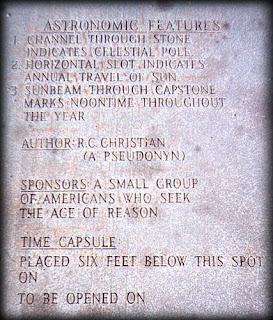 ASTRONOMIC FEATURES
1. CHANNEL THROUGH STONE
INDICATES CELESTIAL POLE
2. HORIZONTAL SLOT INDICATES
ANNUAL TRAVEL OF SUN.
3. SUNBEAM THROUGH CAPSTONE
MARKS NOONTIME THROUGHOUT
THE YEAR
AUTHOR: R.C. CHRISTIAN
(A PSEUDONYN)
SPONSORS: A SMALL GROUP
OF AMERICANS WHO SEEK
THE AGE OF REASON
TIME CAPSULE
PLACED SIX FEET BELOW THIS SPOT
ON
TO BE OPENED ON